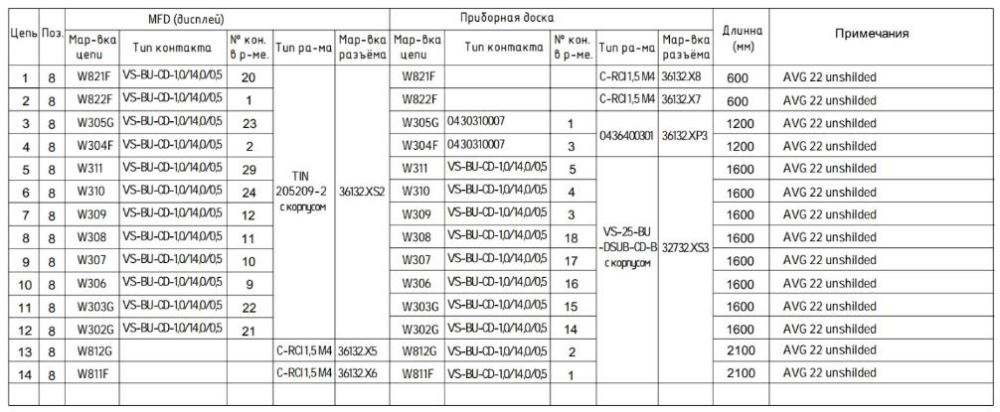 MFD (дисплей) Приборная доска
Цепь Поз. Мар-вка цепи Тип контакта № кон. в р-ме. Тип ра-ма Мар-вка разъёма Мар-вка цепи Тип контакта № кон. в р-ме. Тип ра-ма Мар-вка разъёма Длинна (мм) Примечания
1 8 W821F VS-BU-CD-1,0/14,0/0,5 20 W821F C-RCI 1,5 M4 36132.X8 600 AVG 22 unshilded
2 8 W822F VS-BU-CD-1,0/14,0/0,5 1 W822F C-RCI 1,5 M4 36132.X7 600 AVG 22 unshilded
3 8 W305G VS-BU-CD-1,0/14,0/0,5 23 W305G 0430310007 1 0436400301 36132.XP3 1200 AVG 22 unshilded
4 8 W304F VS-BU-CD-1,0/14,0/0,5 2 W304F 0430310007 3 1200 AVG 22 unshilded
5 8 W311 VS-BU-CD-1,0/14,0/0,5 29 TIN 205209-2 с корпусом 36132.XS2 W311 VS-BU-CD-1,0/14,0/0,5 5 1600 AVG 22 unshilded
6 8 W310 VS-BU-CD-1,0/14,0/0,5 24 W310 VS-BU-CD-1,0/14,0/0,5 4 1600 AVG 22 unshilded
7 8 W309 VS-BU-CD-1,0/14,0/0,5 12 W309 VS-BU-CD-1,0/14,0/0,5 3 1600 AVG 22 unshilded
8 8 W308 VS-BU-CD-1,0/14,0/0,5 11 W308 VS-BU-CD-1,0/14,0/0,5 18 VS-25-BU-DSUB-CD-B с корпусом 32732.XS3 1600 AVG 22 unshilded
9 8 W307 VS-BU-CD-1,0/14,0/0,5 10 W307 VS-BU-CD-1,0/14,0/0,5 17 1600 AVG 22 unshilded
10 8 W306 VS-BU-CD-1,0/14,0/0,5 9 W306 VS-BU-CD-1,0/14,0/0,5 16 1600 AVG 22 unshilded
11 8 W303G VS-BU-CD-1,0/14,0/0,5 22 W303G VS-BU-CD-1,0/14,0/0,5 15 1600 AVG 22 unshilded
12 8 W302G VS-BU-CD-1,0/14,0/0,5 21 W302G VS-BU-CD-1,0/14,0/0,5 14 1600 AVG 22 unshilded
13 8 W812G C-RCI 1,5 M4 36132.X5 W812G VS-BU-CD-1,0/14,0/0,5 2 2100 AVG 22 unshilded
14 8 W811F C-RCI 1,5 M4 36132.X6 W811F VS-BU-CD-1,0/14,0/0,5 1 2100 AVG 22 unshilded